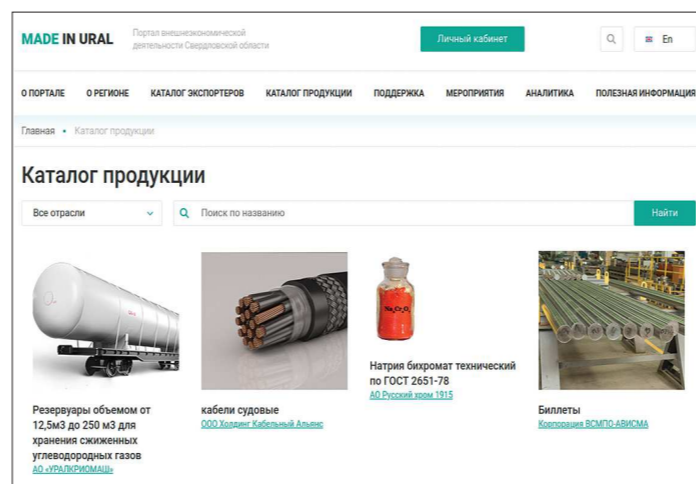 MADE IN URAL
Портал внешнеэкономической
деятельности Свердловской области
Личный кабинет
En
О ПОРТАЛЕ О РЕГИОНЕ КАТАЛОГ ЭКСПОРТЕРОВ КАТАЛОГ ПРОДУКЦИИ ПОДДЕРЖКА МЕРОПРИЯТИЯ АНАЛИТИКА ПОЛЕЗНАЯ ИНФОРМАЦИЯ
Главная • Каталог продукции
Каталог продукции
Все отрасли
Поиск по названию
Найти
Резервуары объемом от
12,5м3 до 250 м3 для
хранения сжиженных
углеводородных газов
АО «УРАЛКРИОМАШ»
кабели судовые
ООО Холдинг Кабельный Альянс
Na₂Cr₂O₇
Натрия бихромат технический
по ГОСТ 2651-78
АО Русский хром 1915
Биллеты
Корпорация ВСМПО-АВИСМА